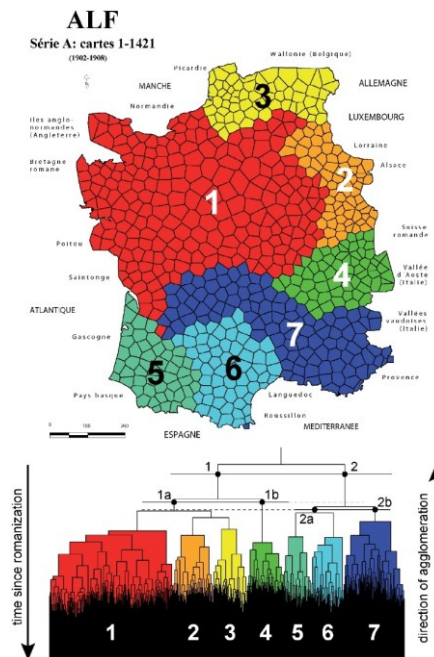 ALF
Série A: cartes 1-1421
(1902-1908)
Wallonie (Belgique)
Picardie
MANCHE
ALLEMAGNE
Normandie
3
LUXEMBOURG
Iles anglo-
normandes
(Angleterre)
Lorraine
Alsace
Bretagne
romane
1
2
Suisse
romande
Poitou
4
Vallée
d'Aoste
(Italie)
Saintonge
ATLANTIQUE
7
Vallées
vaudoises
(Italie)
Gascogne
5
6
Provence
Pays basque
Languedoc
Roussillon
MEDITERRANÉE
ESPAGNE
1
2
1a
1b
2a
2b
time since romanization
direction of agglomeration
1
2
3
4
5
6
7